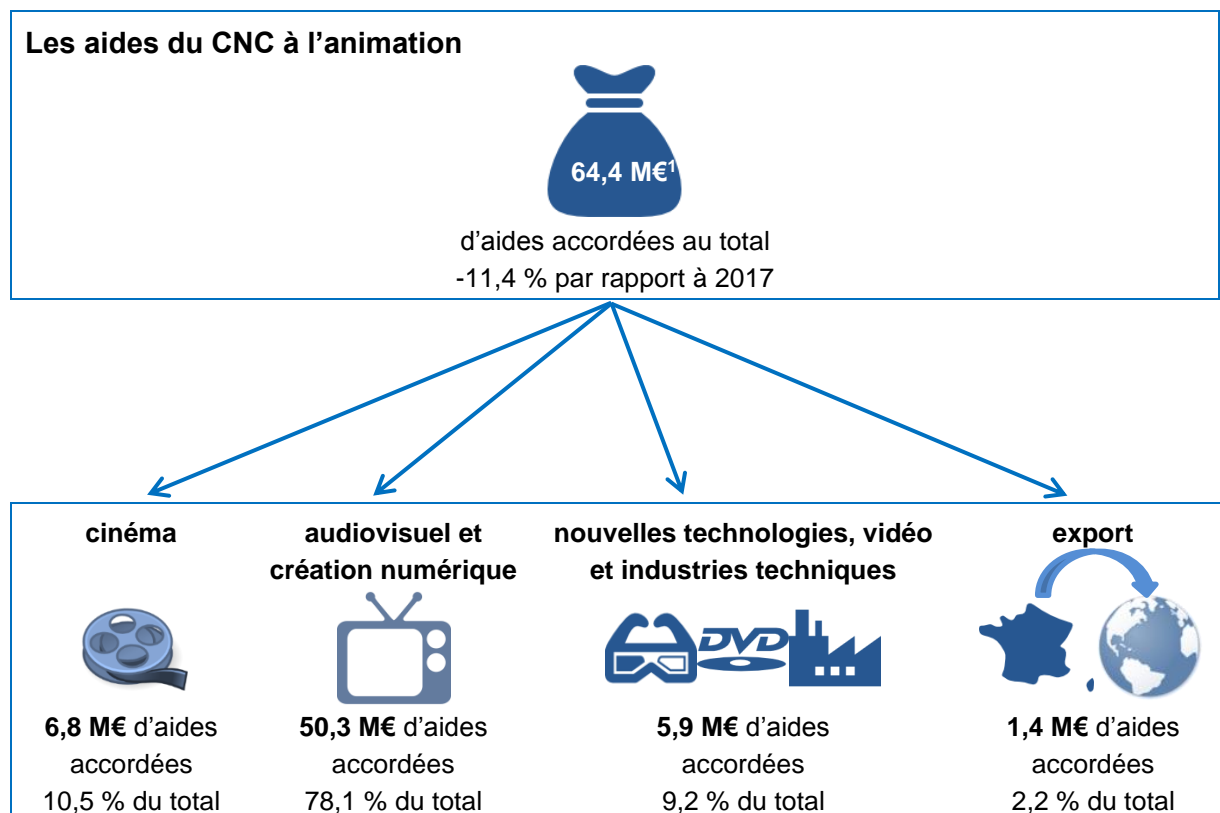 Les aides du CNC à l'animation
64,4 M€¹
d'aides accordées au total
-11,4 % par rapport à 2017
cinéma
6,8 M€ d'aides
accordées
10,5 % du total
audiovisuel et
création numérique
50,3 M€ d'aides
accordées
78,1 % du total
nouvelles technologies, vidéo
et industries techniques
DVD
5,9 M€ d'aides
accordées
9,2 % du total
export
1,4 M€ d'aides
accordées
2,2 % du total